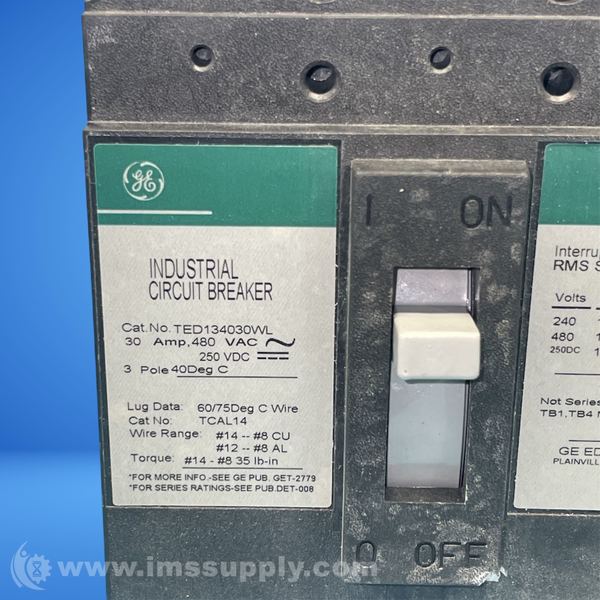 GE
INDUSTRIAL
CIRCUIT BREAKER
Cat. No. TED134030WL
30 Amp, 480 VAC
250 VDC
3 Pole 40Deg C
Lug Data: 60/75Deg C Wire
Cat No: TCAL14
Wire Range: #14 -- #8 CU
#12 -- #8 AL
Torque: #14 - #8 35 lb-in
*FOR MORE INFO.-SEE GE PUB. GET-2779
*FOR SERIES RATINGS-SEE PUB.DET-008
I ON
O OFF
RMS
Volts
240
480
250DC
Not Series
TB1, TB4
GE
www.imssupply.com